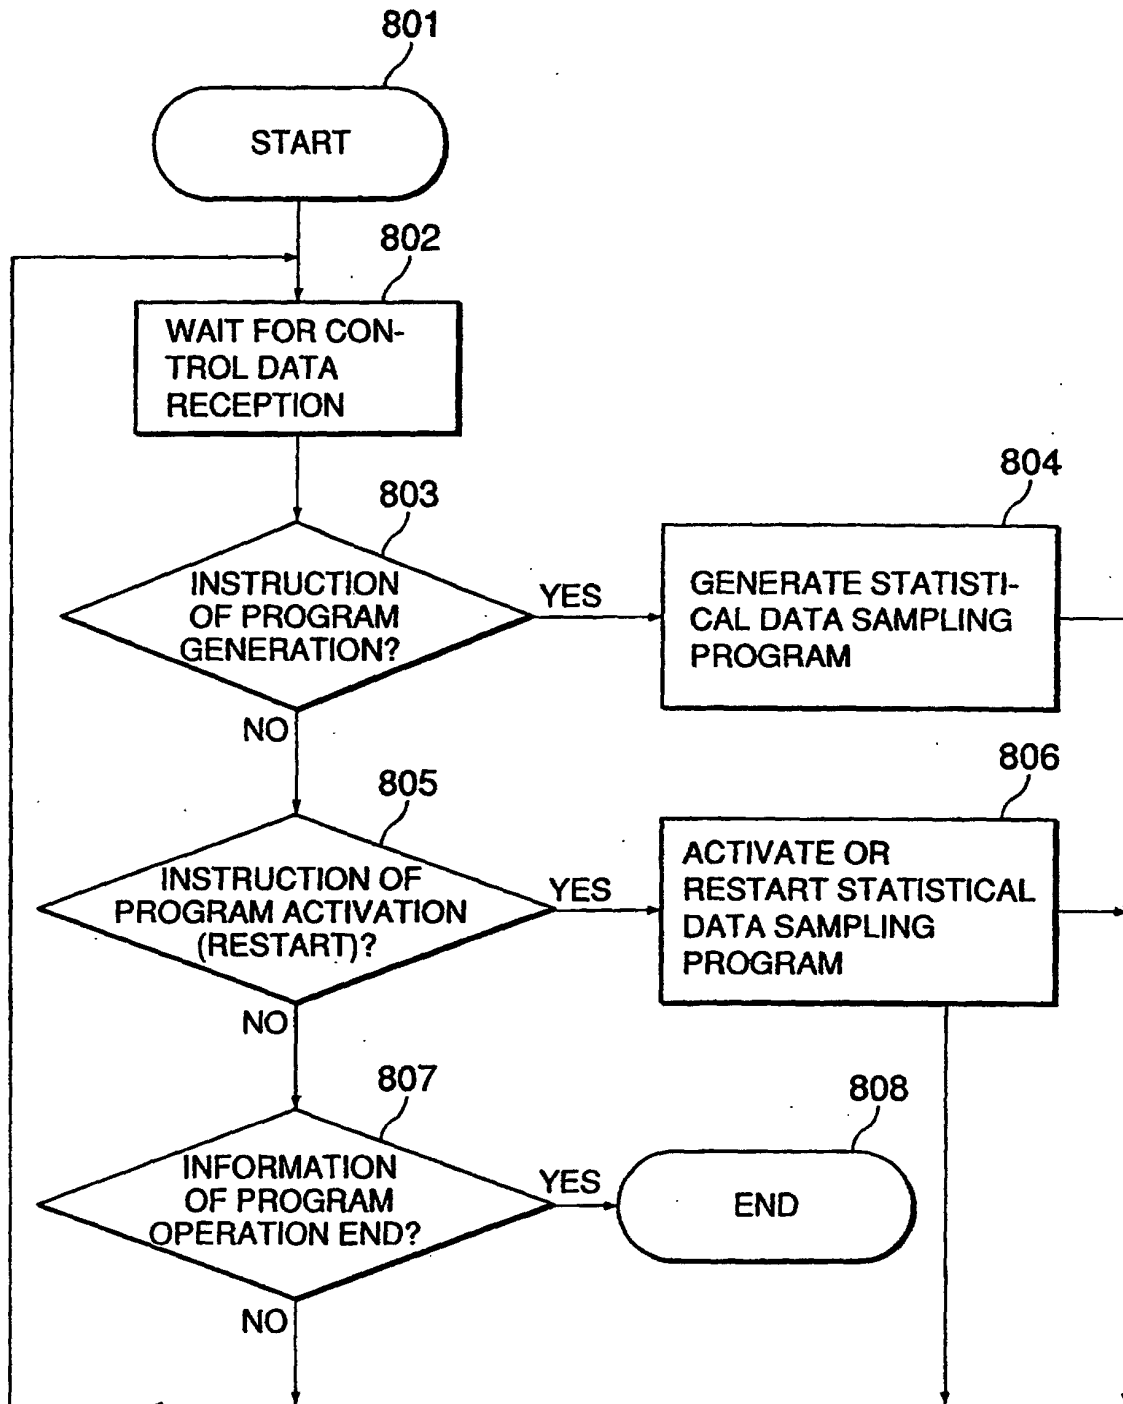 801
START
802
WAIT FOR CON-
TROL DATA
RECEPTION
803
INSTRUCTION
OF PROGRAM
GENERATION?
YES
NO
804
GENERATE STATISTI-
CAL DATA SAMPLING
PROGRAM
805
INSTRUCTION OF
PROGRAM ACTIVATION
(RESTART)?
YES
NO
806
ACTIVATE OR
RESTART STATISTICAL
DATA SAMPLING
PROGRAM
807
INFORMATION
OF PROGRAM
OPERATION END?
YES
NO
808
END